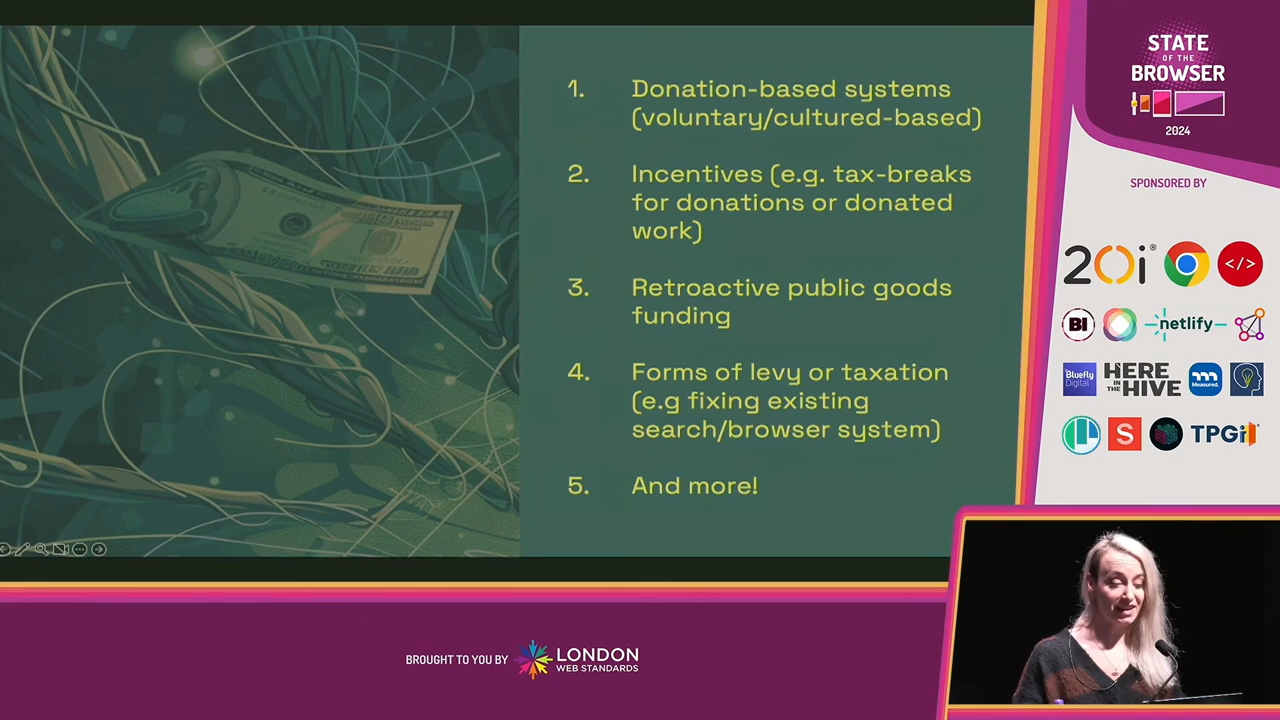 1. Donation-based systems
(voluntary/cultured-based)
2. Incentives (e.g. tax-breaks
for donations or donated
work)
3. Retroactive public goods
funding
4. Forms of levy or taxation
(e.g fixing existing
search/browser system)
5. And more!
STATE
OF THE
BROWSER
2024
SPONSORED BY
20i®
</>
BI
netlify
Bluefly
Digital
HERE
IN THE
HIVE
Measured.
S
TPGi
BROUGHT TO YOU BY
LONDON
WEB STANDARDS